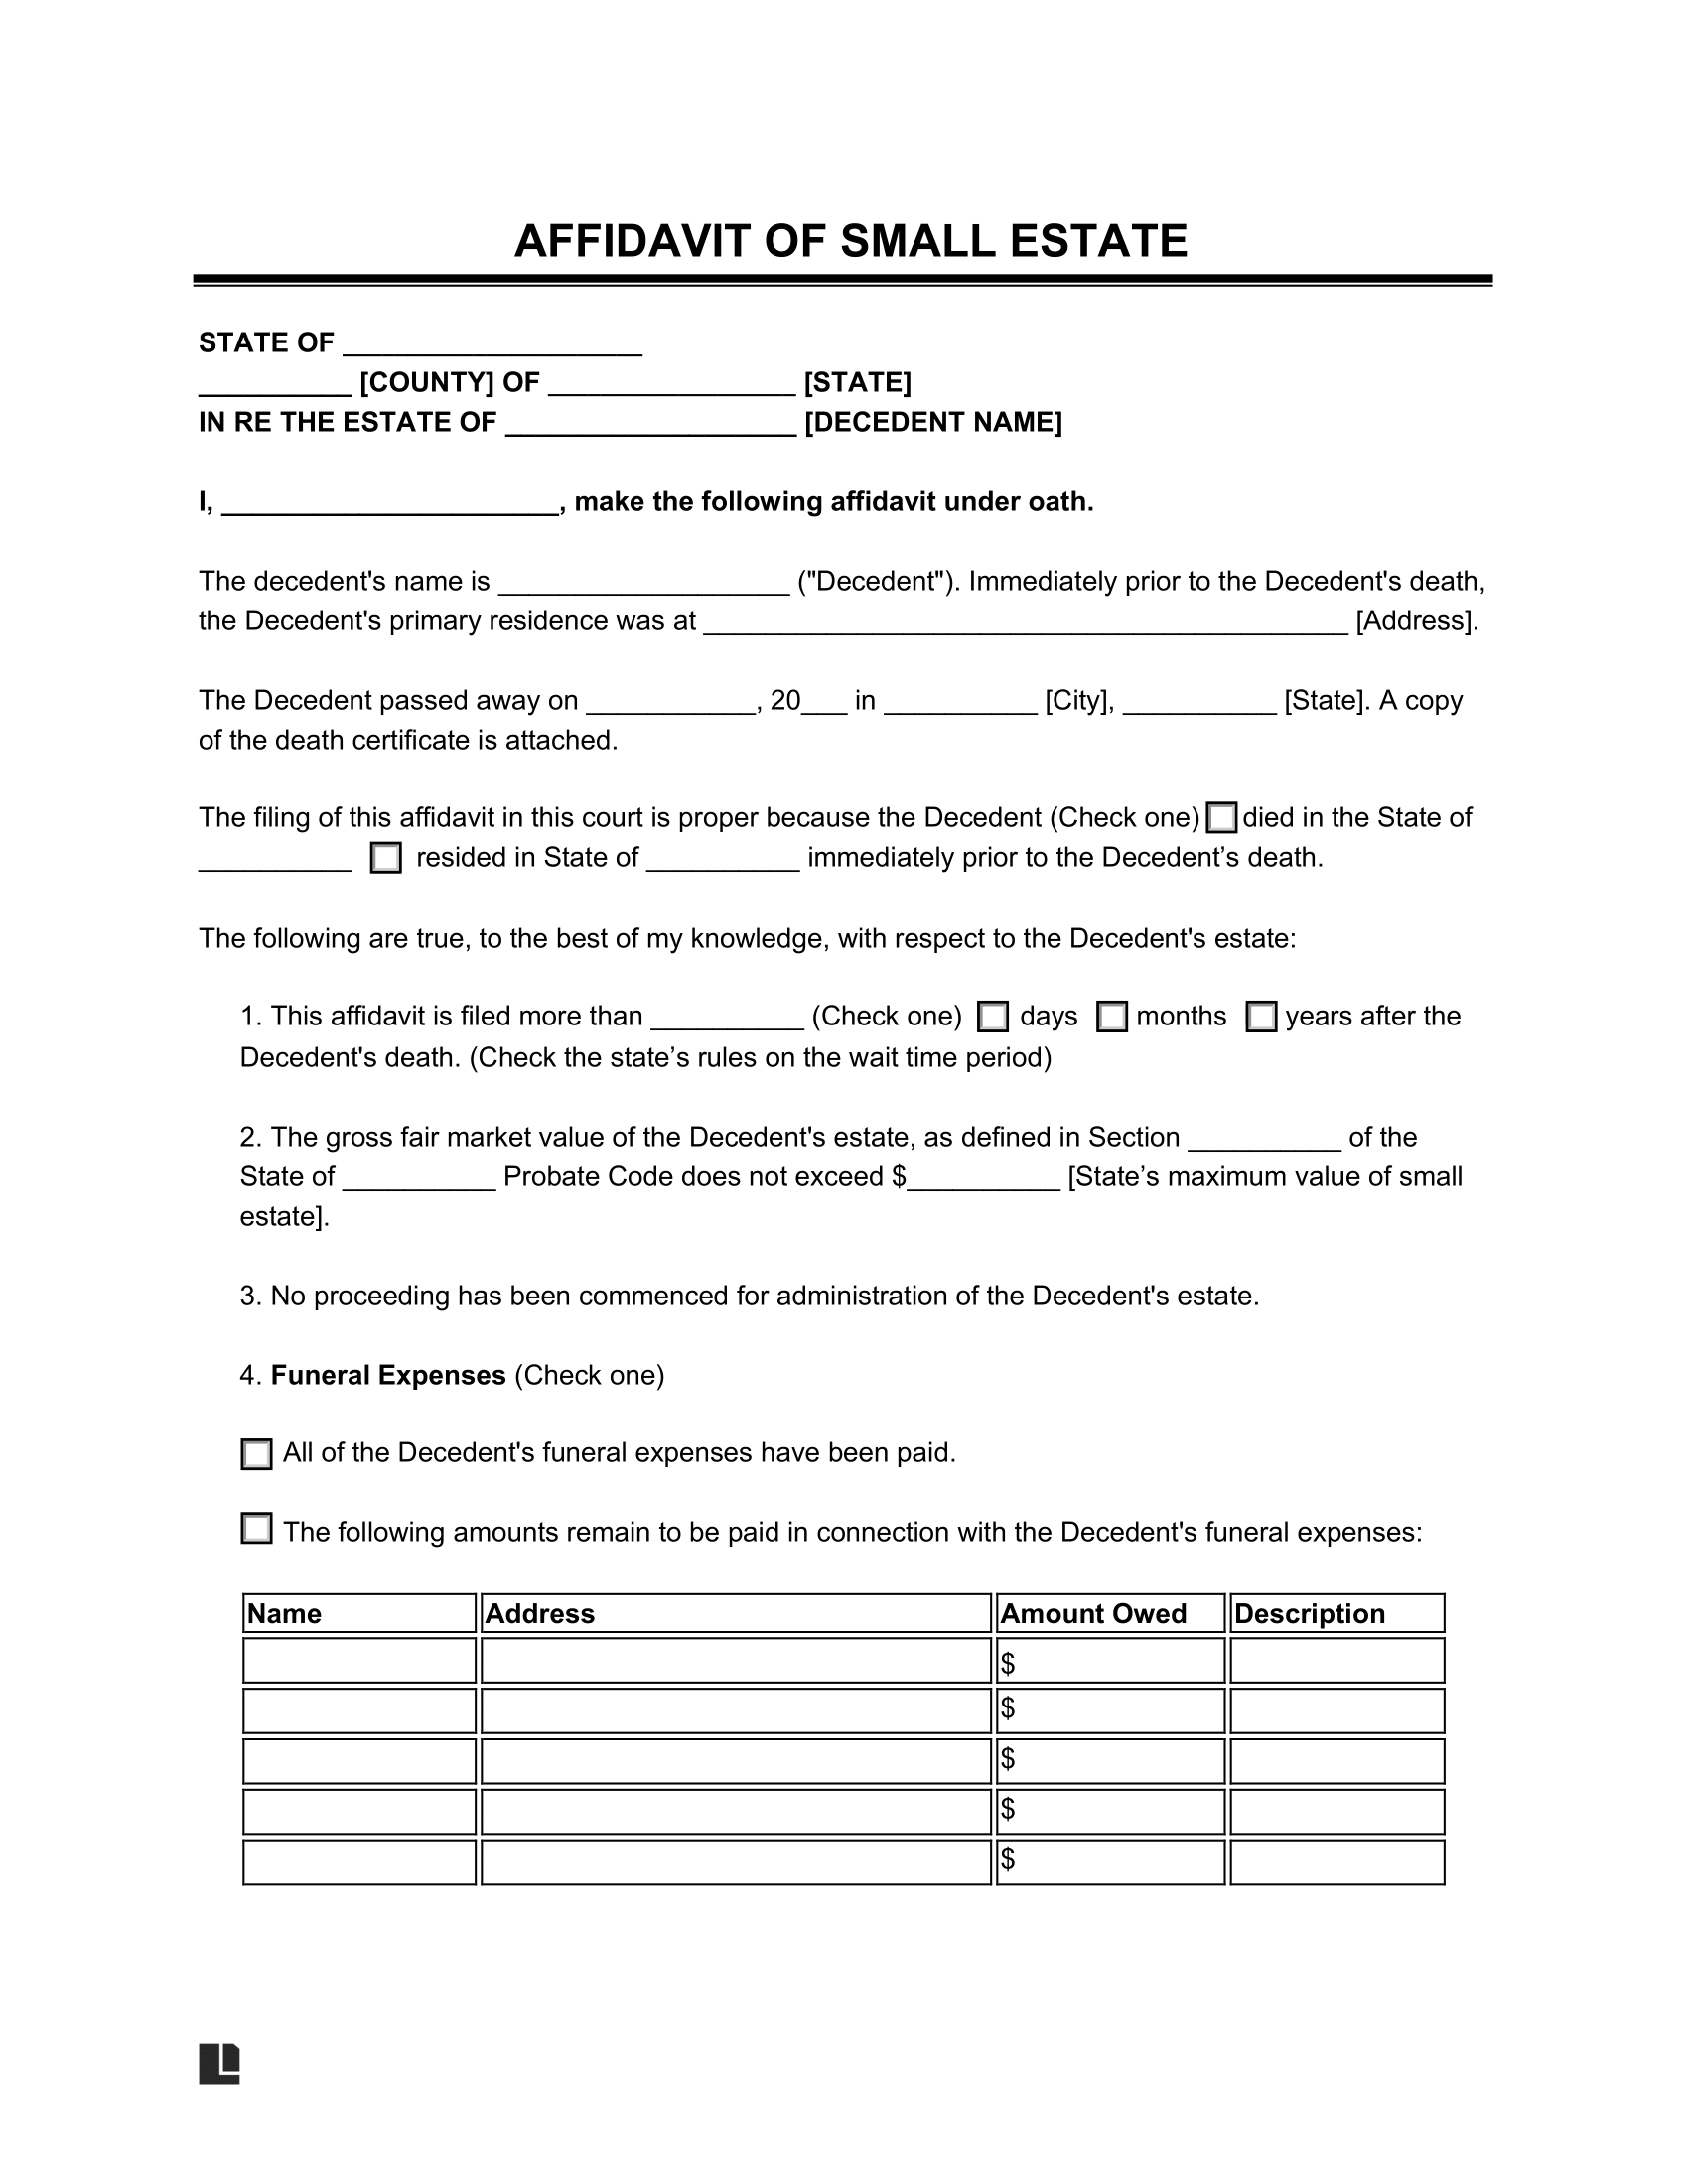 AFFIDAVIT OF SMALL ESTATE
STATE OF ____________________
__________ [COUNTY] OF ________________ [STATE]
IN RE THE ESTATE OF ___________________ [DECEDENT NAME]
I, ______________________, make the following affidavit under oath.
The decedent's name is ___________________ ("Decedent"). Immediately prior to the Decedent's death,
the Decedent's primary residence was at __________________________________________ [Address].
The Decedent passed away on ___________, 20___ in __________ [City], __________ [State]. A copy
of the death certificate is attached.
The filing of this affidavit in this court is proper because the Decedent (Check one) ☐ died in the State of
__________ ☐ resided in State of __________ immediately prior to the Decedent’s death.
The following are true, to the best of my knowledge, with respect to the Decedent's estate:
1. This affidavit is filed more than __________ (Check one) ☐ days ☐ months ☐ years after the
Decedent's death. (Check the state’s rules on the wait time period)
2. The gross fair market value of the Decedent's estate, as defined in Section __________ of the
State of __________ Probate Code does not exceed $__________ [State’s maximum value of small
estate].
3. No proceeding has been commenced for administration of the Decedent's estate.
4. Funeral Expenses (Check one)
☐ All of the Decedent's funeral expenses have been paid.
☐ The following amounts remain to be paid in connection with the Decedent's funeral expenses:
Name Address Amount Owed Description
$
$
$
$
$